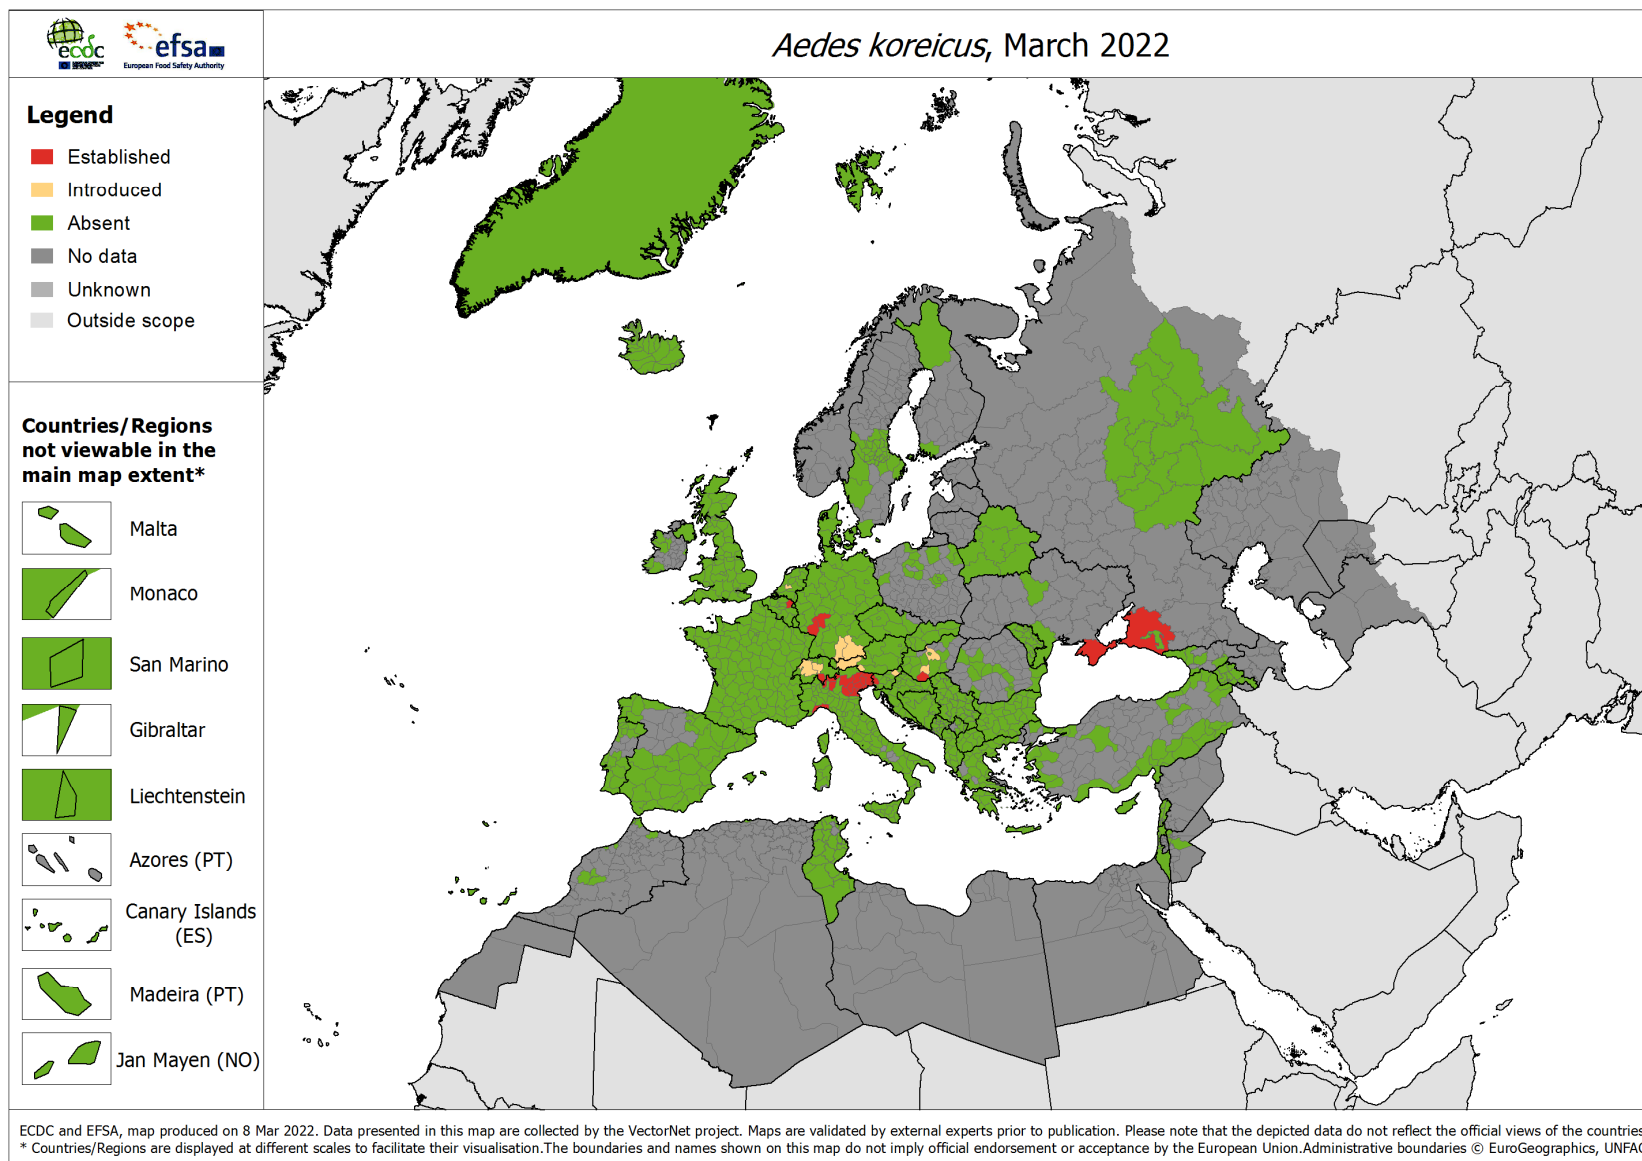 ecdc
efsa
European Food Safety Authority
Aedes koreicus, March 2022
Legend
Established
Introduced
Absent
No data
Unknown
Outside scope
Countries/Regions
not viewable in the
main map extent*
Malta
Monaco
San Marino
Gibraltar
Liechtenstein
Azores (PT)
Canary Islands
(ES)
Madeira (PT)
Jan Mayen (NO)
ECDC and EFSA, map produced on 8 Mar 2022. Data presented in this map are collected by the VectorNet project. Maps are validated by external experts prior to publication. Please note that the depicted data do not reflect the official views of the countries
* Countries/Regions are displayed at different scales to facilitate their visualisation.The boundaries and names shown on this map do not imply official endorsement or acceptance by the European Union.Administrative boundaries © EuroGeographics, UNFAO